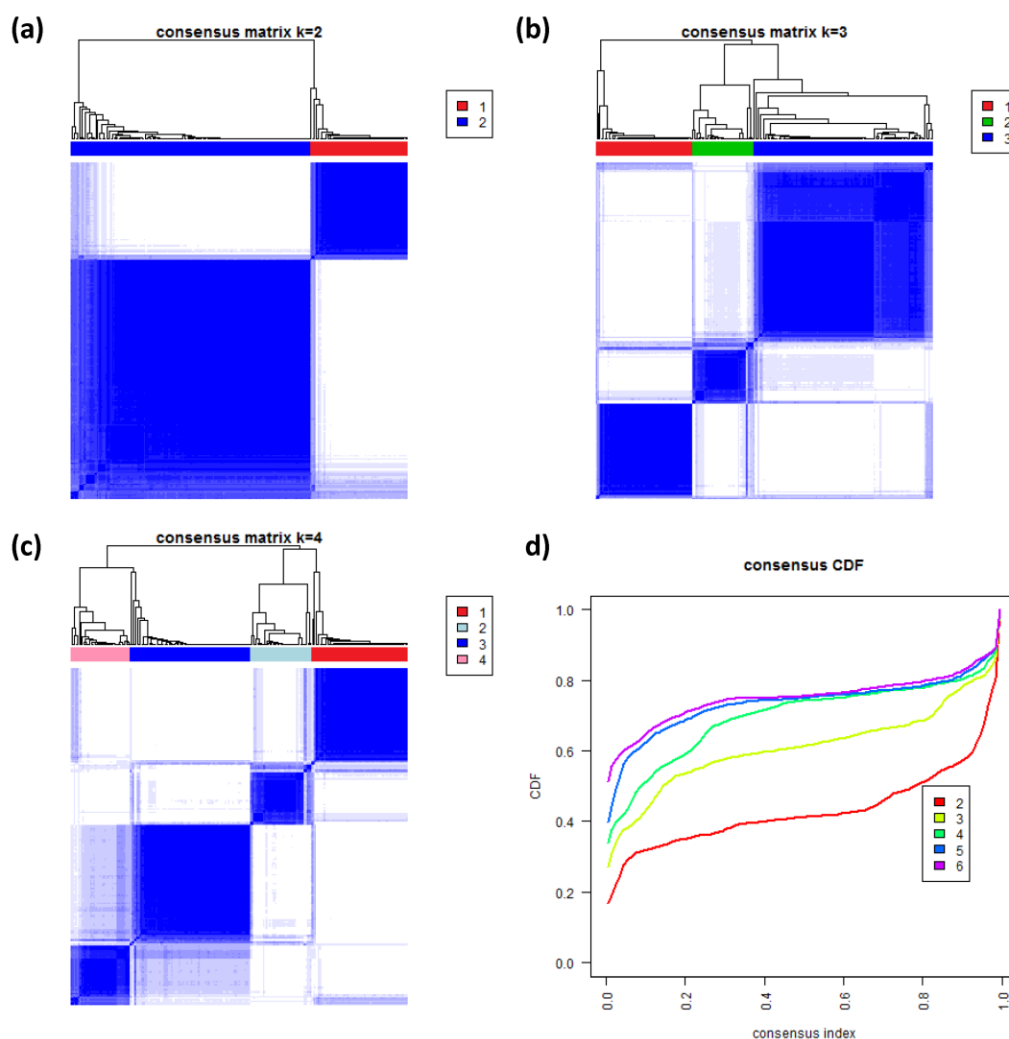 (a)
consensus matrix k=2
1
2
(b)
consensus matrix k=3
1
2
3
(c)
consensus matrix k=4
1
2
3
4
d)
consensus CDF
CDF
1.0
0.8
0.6
0.4
0.2
0.0
2
3
4
5
6
0.0
0.2
0.4
0.6
0.8
1.0
consensus index